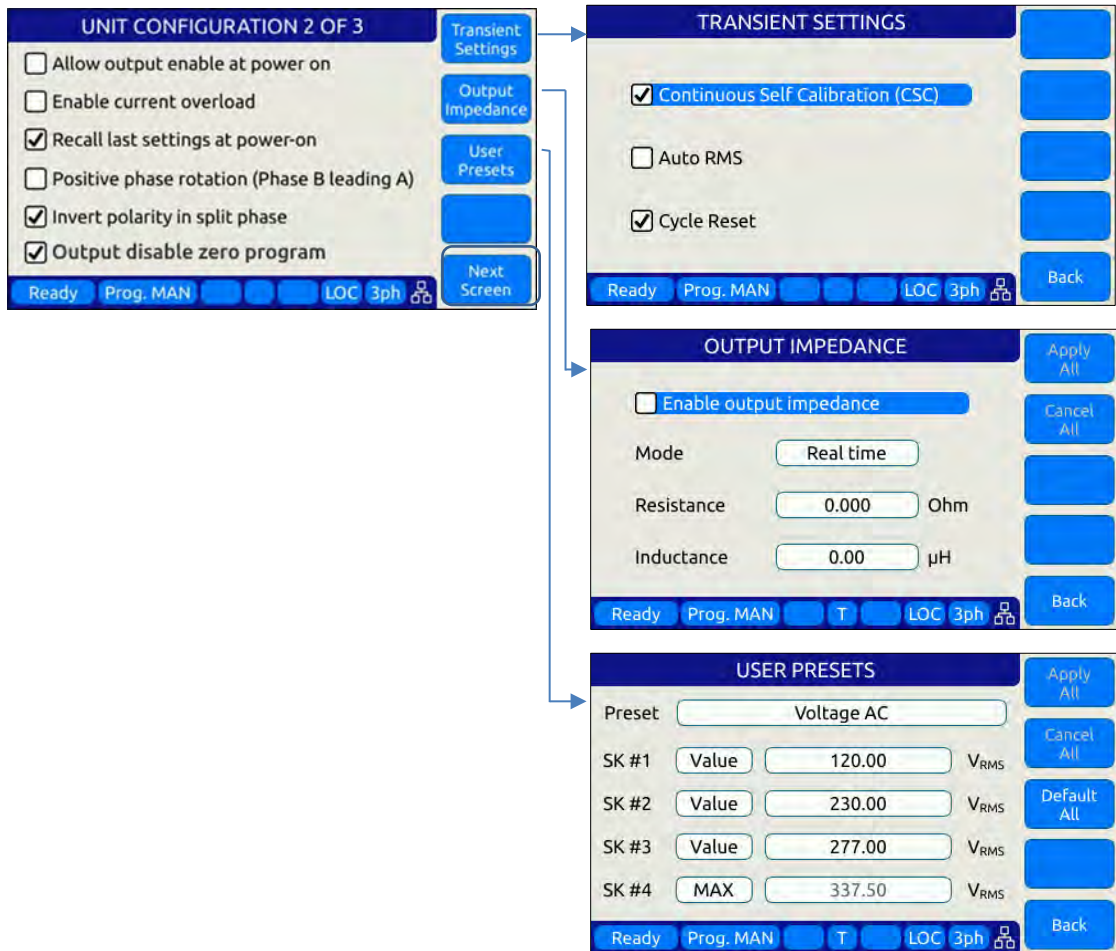 UNIT CONFIGURATION 2 OF 3
Allow output enable at power on
Enable current overload
Recall last settings at power-on
Positive phase rotation (Phase B leading A)
Invert polarity in split phase
Output disable zero program
Ready Prog. MAN LOC 3ph
Transient
Settings
Output
Impedance
User
Presets
Next
Screen
TRANSIENT SETTINGS
Continuous Self Calibration (CSC)
Auto RMS
Cycle Reset
Ready Prog. MAN LOC 3ph
Back
OUTPUT IMPEDANCE
Enable output impedance
Mode Real time
Resistance 0.000 Ohm
Inductance 0.00 µH
Ready Prog. MAN T LOC 3ph
Apply
All
Cancel
All
Back
USER PRESETS
Preset Voltage AC
SK #1 Value 120.00 VRMS
SK #2 Value 230.00 VRMS
SK #3 Value 277.00 VRMS
SK #4 MAX 337.50 VRMS
Ready Prog. MAN T LOC 3ph
Apply
All
Cancel
All
Default
All
Back